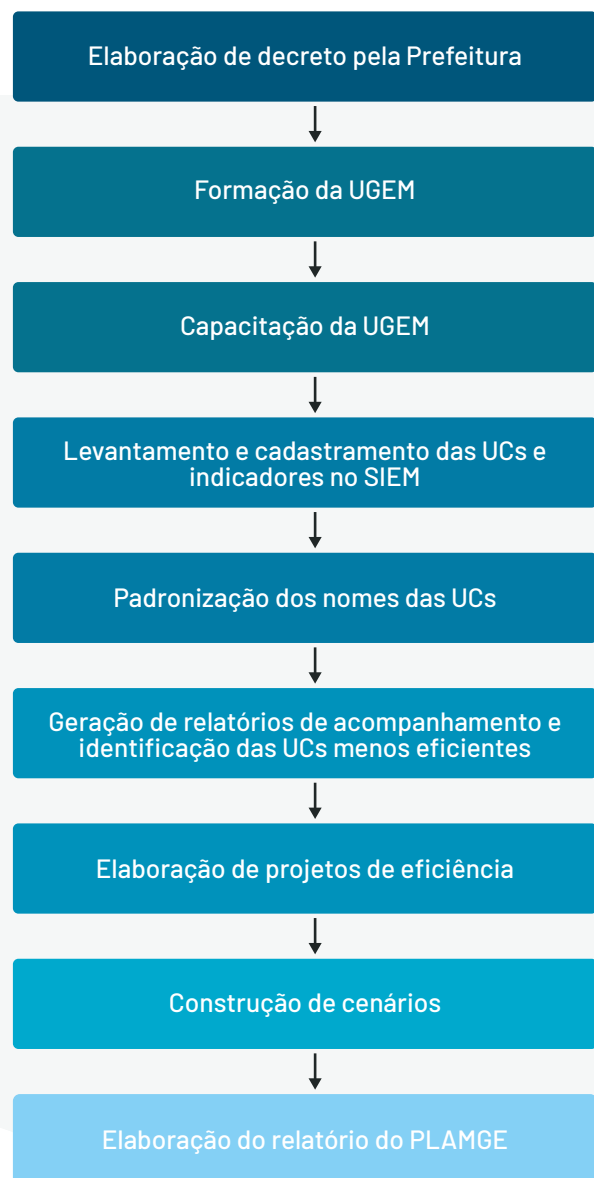 Elaboração de decreto pela Prefeitura
Formação da UGEM
Capacitação da UGEM
Levantamento e cadastramento das UCs e
indicadores no SIEM
Padronização dos nomes das UCs
Geração de relatórios de acompanhamento e
identificação das UCs menos eficientes
Elaboração de projetos de eficiência
Construção de cenários
Elaboração do relatório do PLAMGE